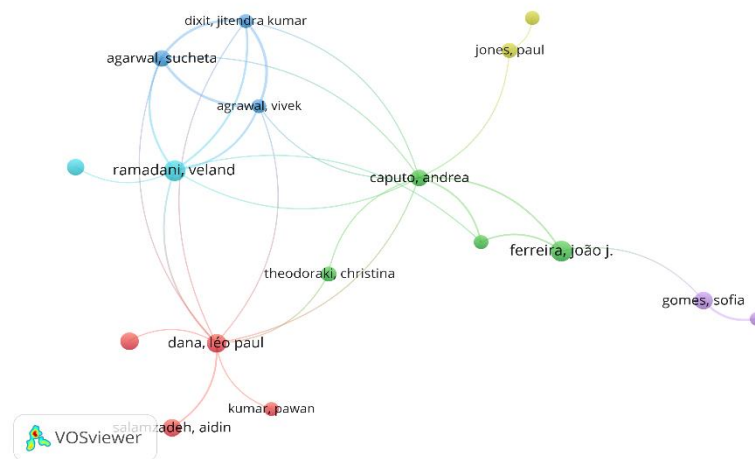 dixit, jitendra kumar
jones, paul
agarwal, sucheta
agrawal, vivek
ramadani, veland
caputo, andrea
ferreira, joão j.
theodoraki, christina
gomes, sofia
dana, léo paul
kumar, pawan
salamzadeh, aidin
VOSviewer